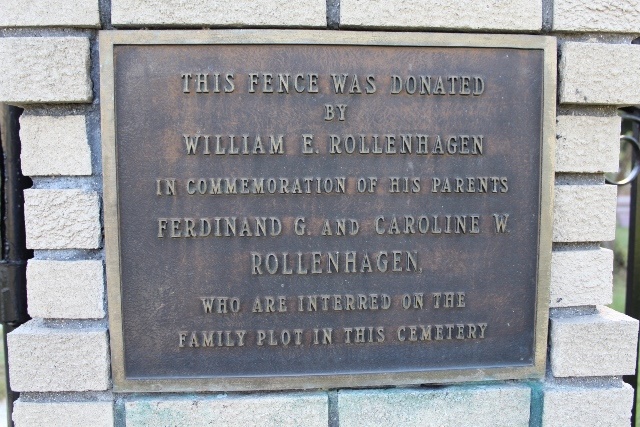 THIS FENCE WAS DONATED
BY
WILLIAM E. ROLLENHAGEN
IN COMMEMORATION OF HIS PARENTS
FERDINAND G. AND CAROLINE W.
ROLLENHAGEN,
WHO ARE INTERRED ON THE
FAMILY PLOT IN THIS CEMETERY